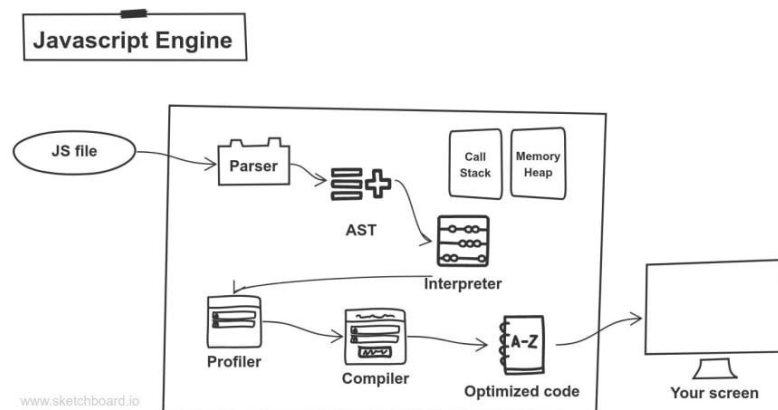 Javascript Engine
JS file
Parser
Call
Stack
Memory
Heap
AST
Interpreter
Profiler
Compiler
A-Z
Optimized code
Your screen
www.sketchboard.io